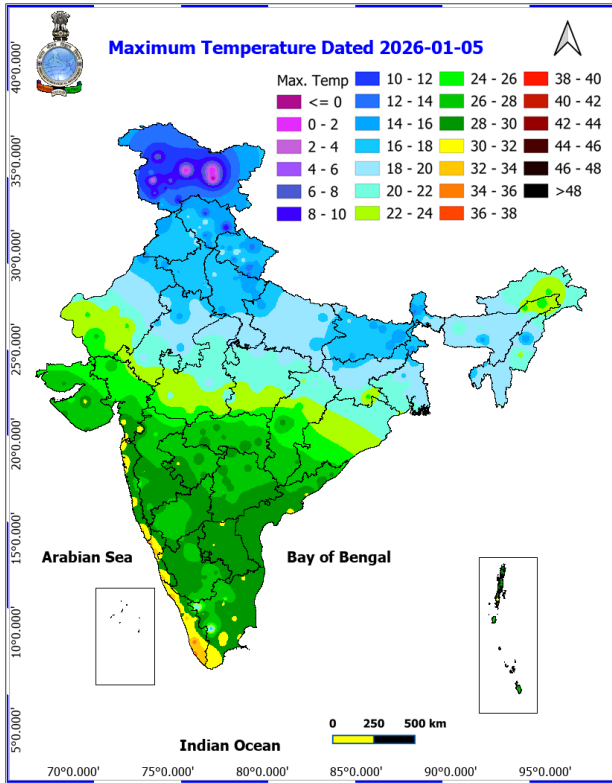 Maximum Temperature Dated 2026-01-05
Max. Temp
<= 0
0 - 2
2 - 4
4 - 6
6 - 8
8 - 10
10 - 12
12 - 14
14 - 16
16 - 18
18 - 20
20 - 22
22 - 24
24 - 26
26 - 28
28 - 30
30 - 32
32 - 34
34 - 36
36 - 38
38 - 40
40 - 42
42 - 44
44 - 46
46 - 48
>48
40°0.000'
35°0.000'
30°0.000'
25°0.000'
20°0.000'
15°0.000'
10°0.000'
5°0.000'
Arabian Sea
Bay of Bengal
Indian Ocean
0 250 500 km
70°0.000' 75°0.000' 80°0.000' 85°0.000' 90°0.000' 95°0.000'